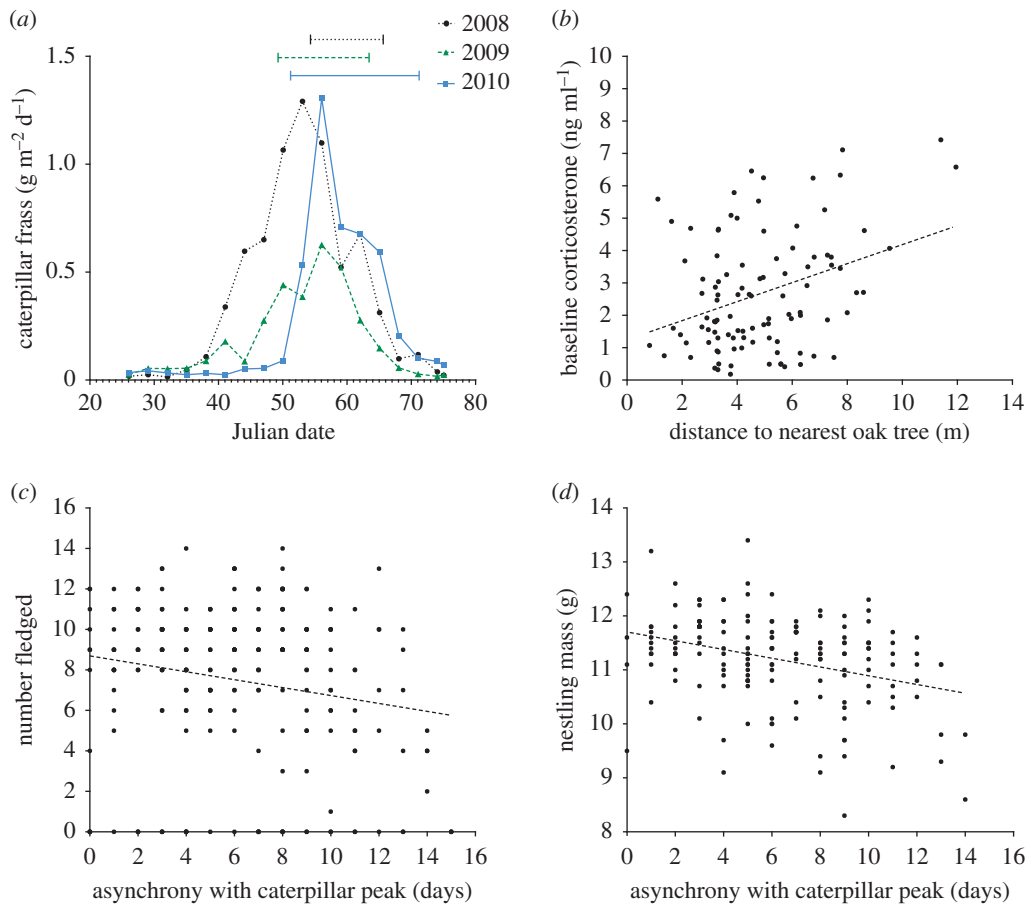 (a)
2008
2009
2010
1.5
1.0
0.5
0
caterpillar frass (g m⁻² d⁻¹)
20 30 40 50 60 70 80
Julian date
(b)
10
9
8
7
6
5
4
3
2
1
0
baseline corticosterone (ng ml⁻¹)
0 2 4 6 8 10 12 14
distance to nearest oak tree (m)
(c)
16
14
12
10
8
6
4
2
0
number fledged
0 2 4 6 8 10 12 14 16
asynchrony with caterpillar peak (days)
(d)
14
13
12
11
10
9
8
nestling mass (g)
0 2 4 6 8 10 12 14 16
asynchrony with caterpillar peak (days)